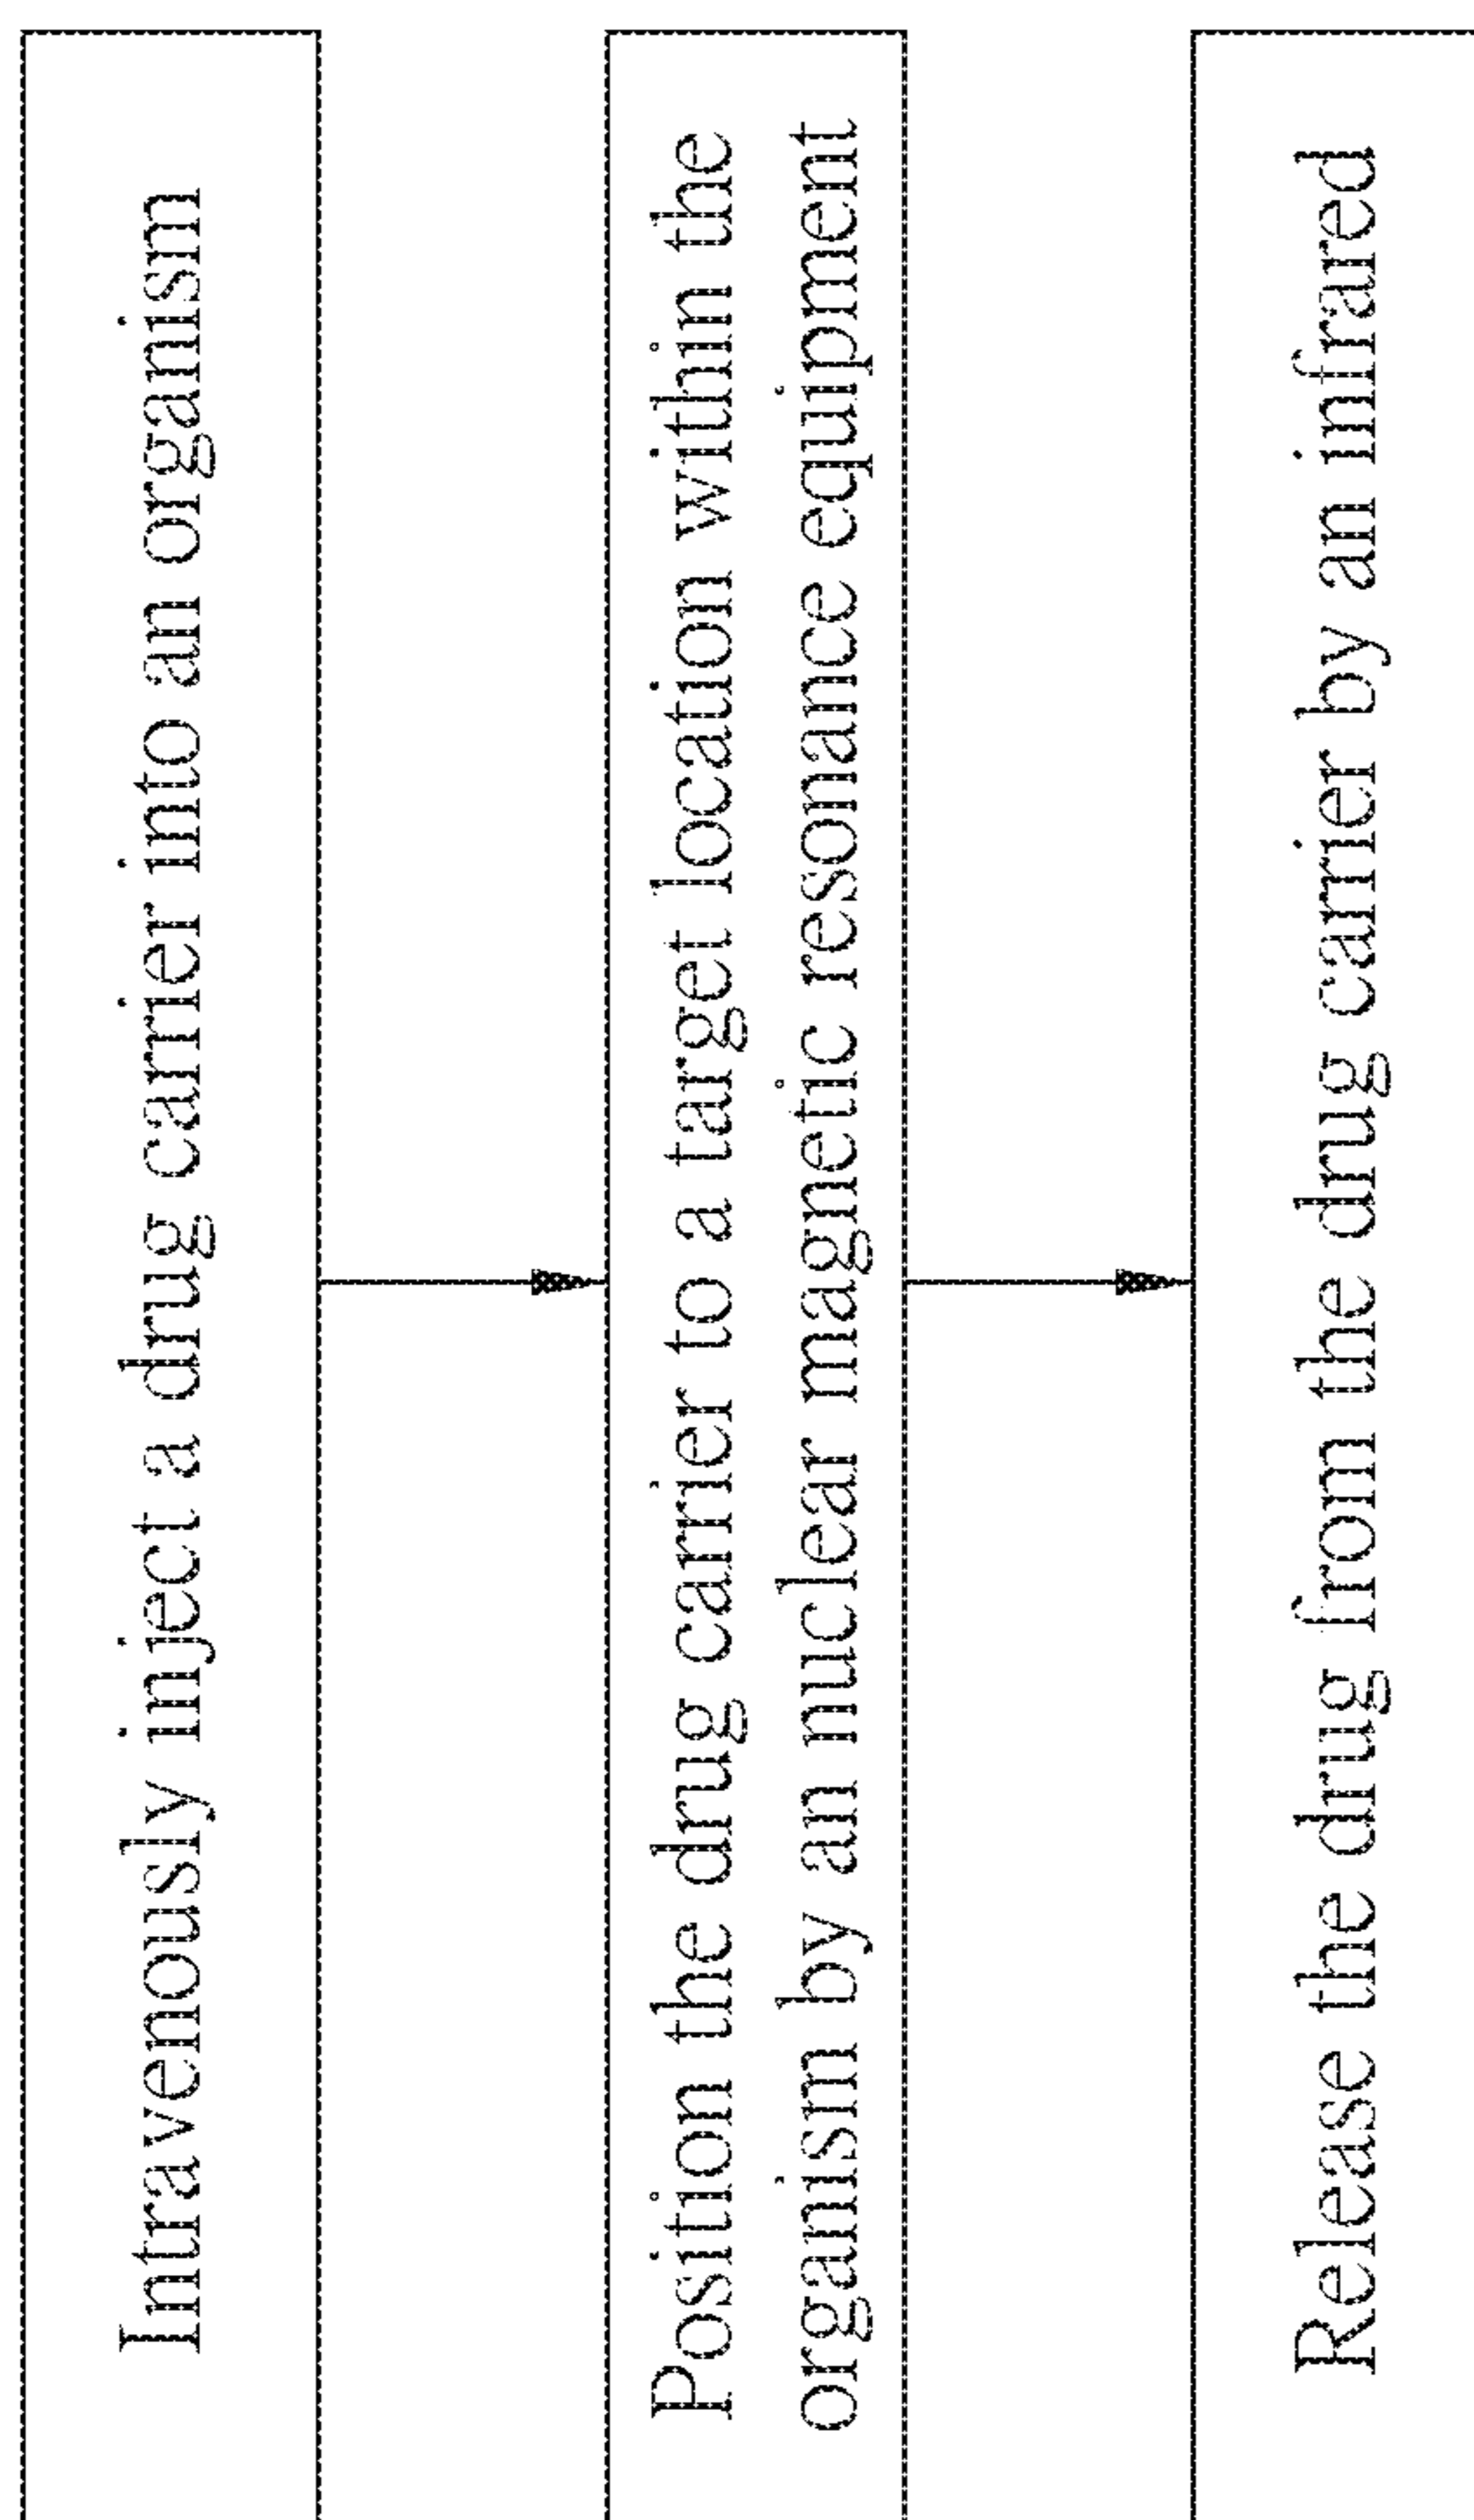 Intravenously inject a drug carrier into an organism
Position the drug carrier to a target location within the
organism by an nuclear magnetic resonance equipment
Release the drug from the drug carrier by an infrared